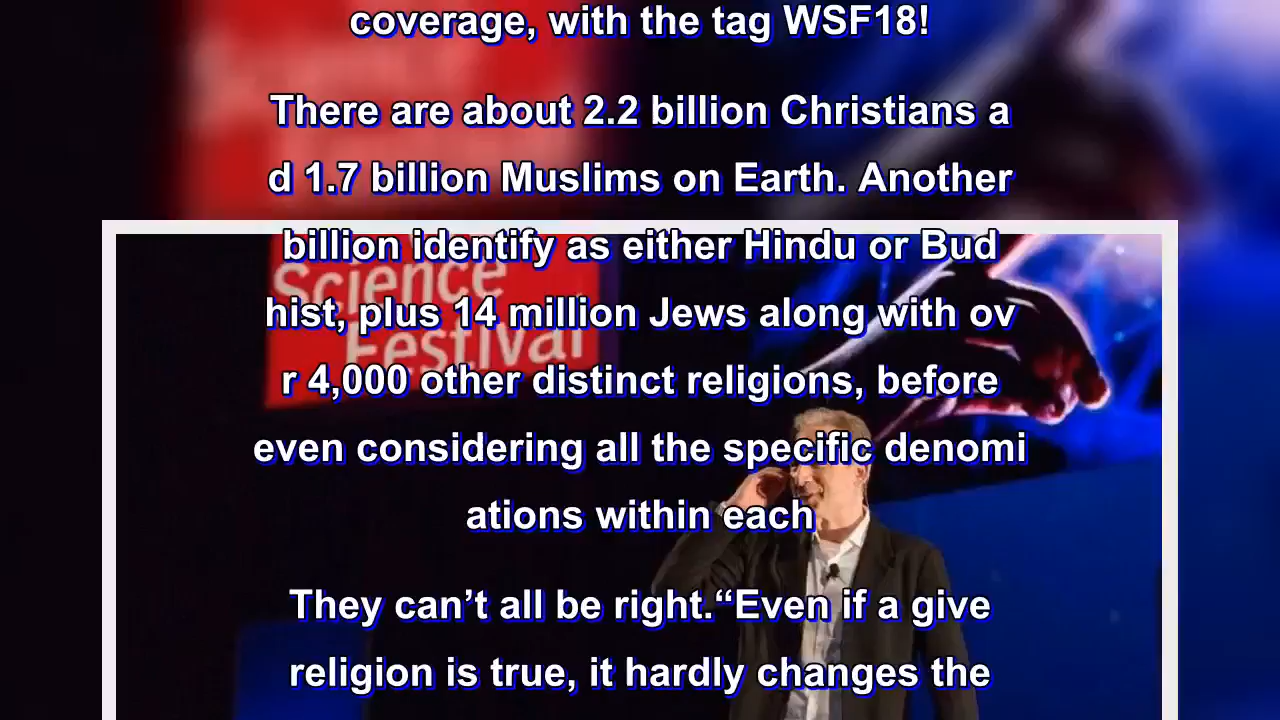 coverage, with the tag WSF18!
There are about 2.2 billion Christians a
d 1.7 billion Muslims on Earth. Another
billion identify as either Hindu or Bud
hist, plus 14 million Jews along with ov
r 4,000 other distinct religions, before
even considering all the specific denomi
ations within each
They can’t all be right.“Even if a give
religion is true, it hardly changes the
Science
Festival